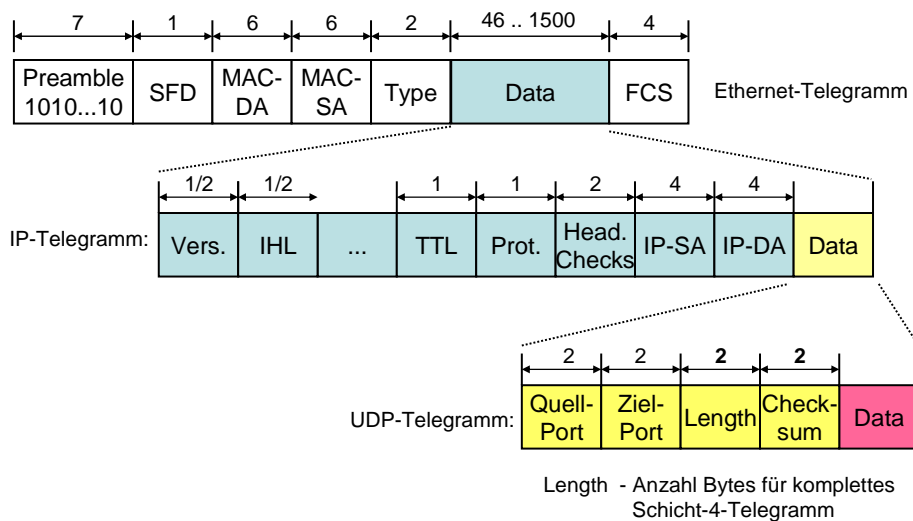 7 1 6 6 2 46 .. 1500 4
Preamble 1010...10 SFD MAC-DA MAC-SA Type Data FCS Ethernet-Telegramm
1/2 1/2 1 1 2 4 4
IP-Telegramm: Vers. IHL ... TTL Prot. Head. Checks IP-SA IP-DA Data
2 2 2 2
UDP-Telegramm: Quell-Port Ziel-Port Length Check-sum Data
Length - Anzahl Bytes für komplettes
Schicht-4-Telegramm